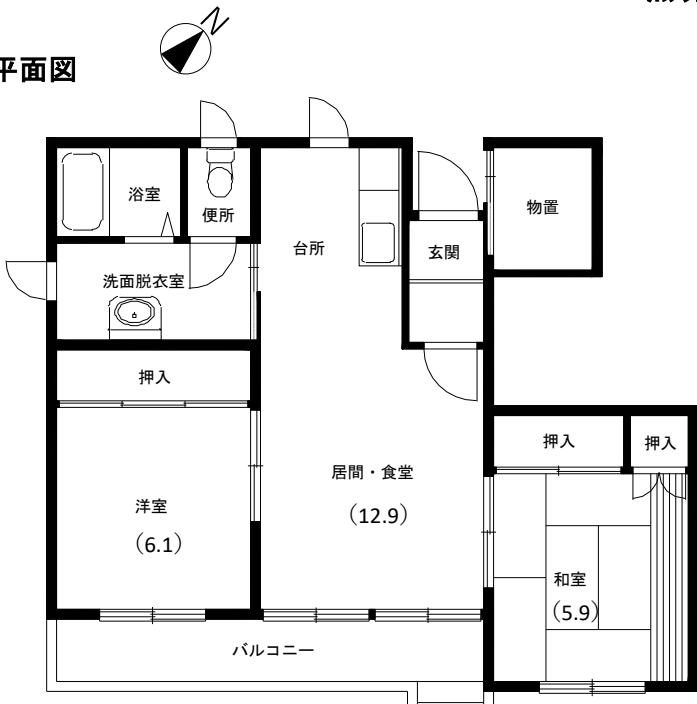 N
平面図
浴室
便所
物置
台所
玄関
洗面脱衣室
押入
押入
押入
居間・食堂
（12.9）
洋室
（6.1）
和室
（5.9）
バルコニー